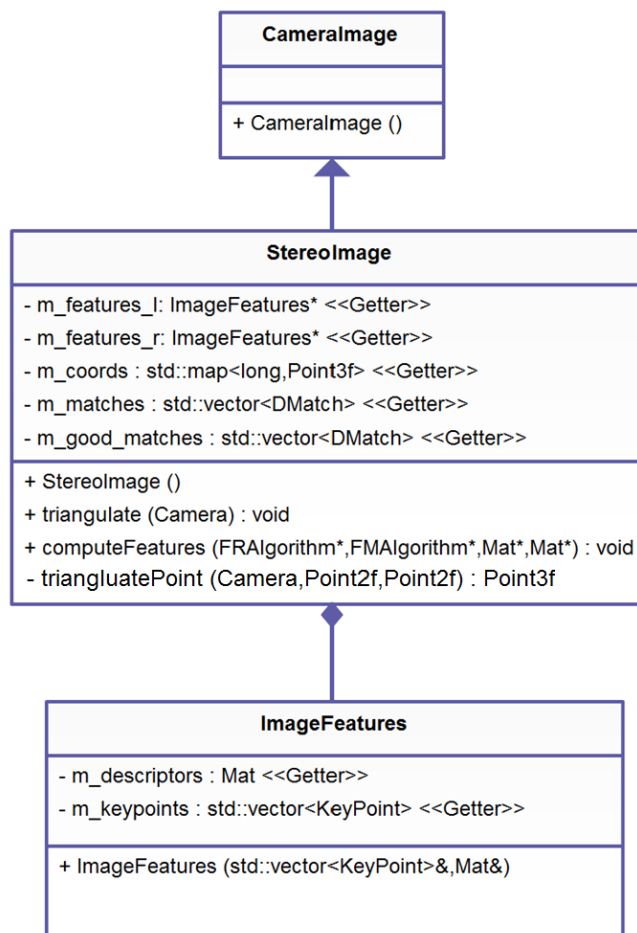 CameraImage
+ CameraImage ()
StereoImage
- m_features_l: ImageFeatures* <<Getter>>
- m_features_r: ImageFeatures* <<Getter>>
- m_coords : std::map<long,Point3f> <<Getter>>
- m_matches : std::vector<DMatch> <<Getter>>
- m_good_matches : std::vector<DMatch> <<Getter>>
+ StereoImage ()
+ triangulate (Camera) : void
+ computeFeatures (FRAlgorithm*,FMAlgorithm*,Mat*,Mat*) : void
- triangluatePoint (Camera,Point2f,Point2f) : Point3f
ImageFeatures
- m_descriptors : Mat <<Getter>>
- m_keypoints : std::vector<KeyPoint> <<Getter>>
+ ImageFeatures (std::vector<KeyPoint>&,Mat&)